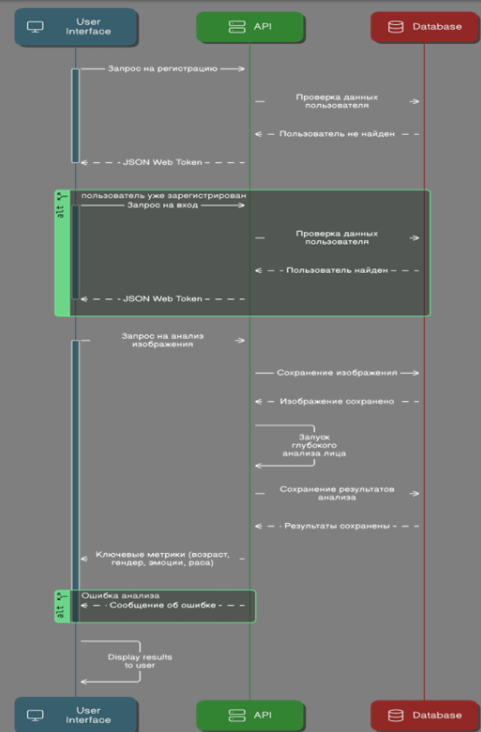 User
Interface
API
Database
Запрос на регистрацию
Проверка данных
пользователя
Пользователь не найден
JSON Web Token
alt
пользователь уже зарегистрирован
Запрос на вход
Проверка данных
пользователя
Пользователь найден
JSON Web Token
Запрос на анализ
изображения
Сохранение изображения
Изображение сохранено
Запуск
глубокого
анализа лица
Сохранение результатов
анализа
Результаты сохранены
Ключевые метрики (возраст,
гендер, эмоции, раса)
alt
Ошибка анализа
Сообщение об ошибке
Display results
to user
User
Interface
API
Database